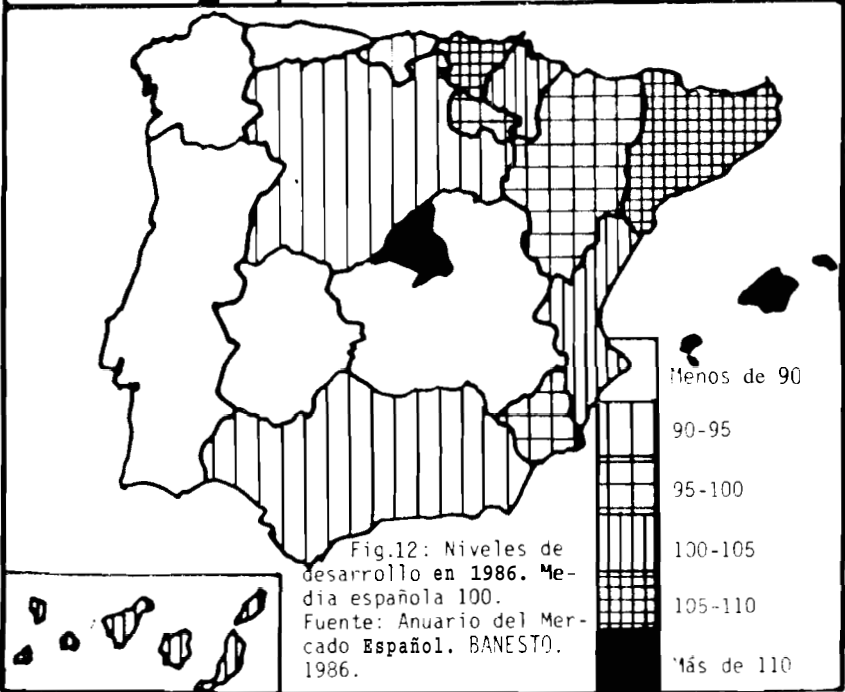 Menos de 90
90-95
95-100
100-105
105-110
Más de 110
Fig.12: Niveles de
desarrollo en 1986. Me-
dia española 100.
Fuente: Anuario del Mer-
cado Español. BANESTO.
1986.